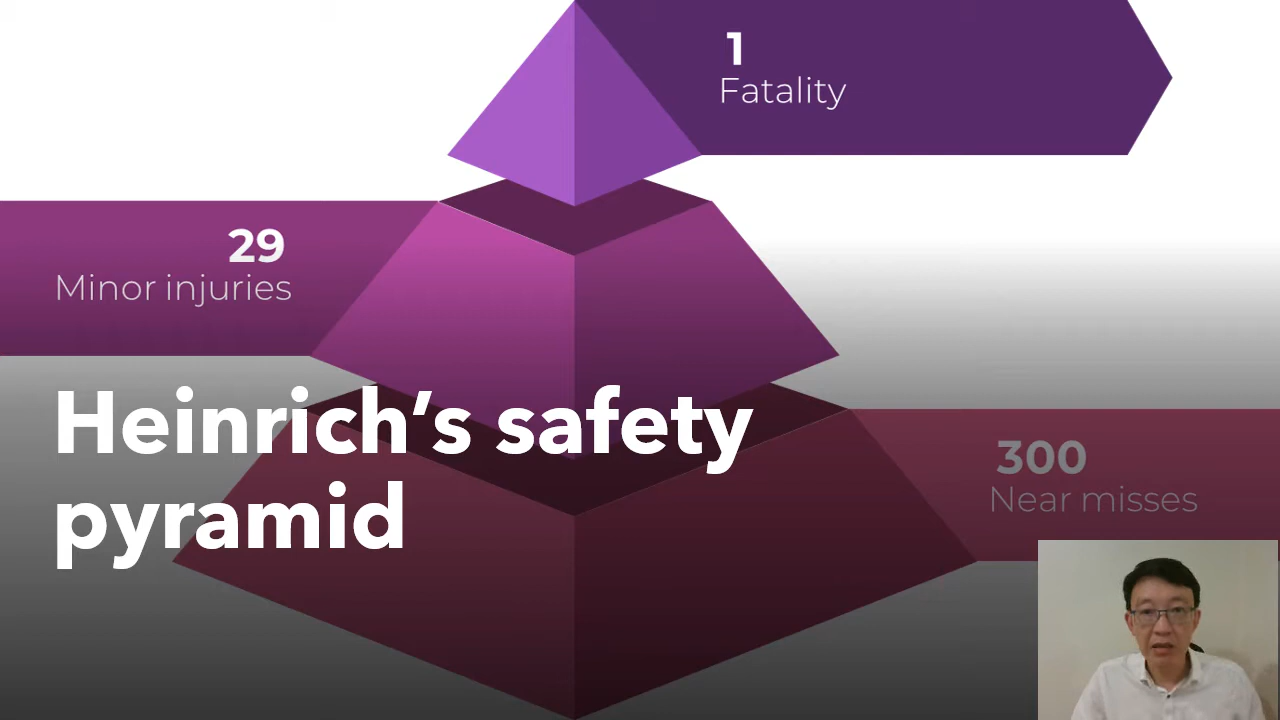 1
Fatality
29
Minor injuries
Heinrich’s safety
pyramid
300
Near misses